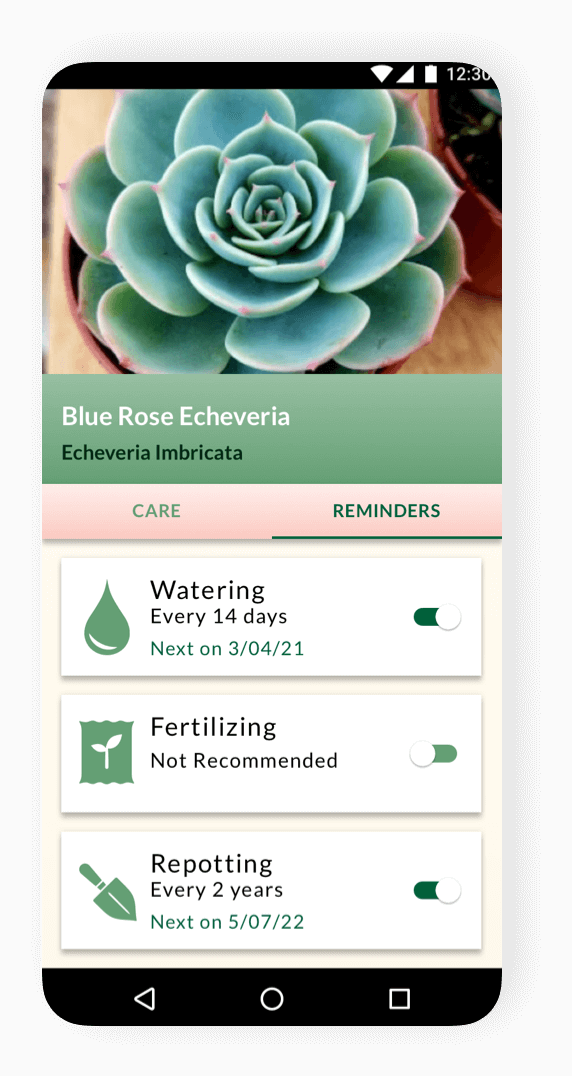 12:30
Blue Rose Echeveria
Echeveria Imbricata
CARE REMINDERS
Watering
Every 14 days
Next on 3/04/21
Fertilizing
Not Recommended
Repotting
Every 2 years
Next on 5/07/22